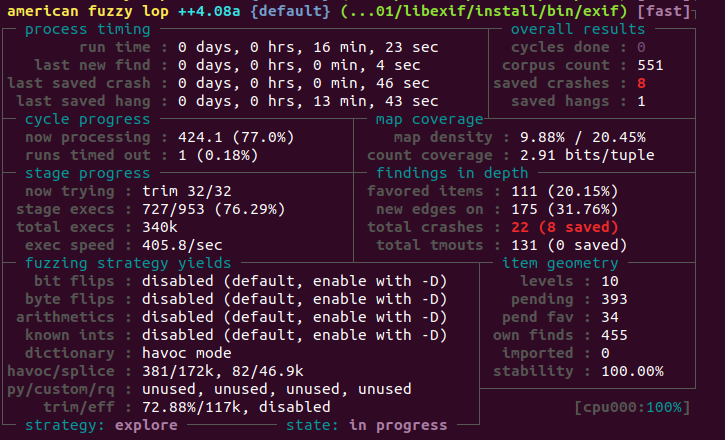 american fuzzy lop ++4.08a {default} (...01/libexif/install/bin/exif) [fast]
process timing overall results
run time : 0 days, 0 hrs, 16 min, 23 sec cycles done : 0
last new find : 0 days, 0 hrs, 0 min, 4 sec corpus count : 551
last saved crash : 0 days, 0 hrs, 0 min, 46 sec saved crashes : 8
last saved hang : 0 days, 0 hrs, 13 min, 43 sec saved hangs : 1
cycle progress map coverage
now processing : 424.1 (77.0%) map density : 9.88% / 20.45%
runs timed out : 1 (0.18%) count coverage : 2.91 bits/tuple
stage progress findings in depth
now trying : trim 32/32 favored items : 111 (20.15%)
stage execs : 727/953 (76.29%) new edges on : 175 (31.76%)
total execs : 340k total crashes : 22 (8 saved)
exec speed : 405.8/sec total tmouts : 131 (0 saved)
fuzzing strategy yields item geometry
bit flips : disabled (default, enable with -D) levels : 10
byte flips : disabled (default, enable with -D) pending : 393
arithmetics : disabled (default, enable with -D) pend fav : 34
known ints : disabled (default, enable with -D) own finds : 455
dictionary : havoc mode imported : 0
havoc/splice : 381/172k, 82/46.9k stability : 100.00%
py/custom/rq : unused, unused, unused, unused
trim/eff : 72.88%/117k, disabled [cpu000:100%]
strategy: explore state: in progress